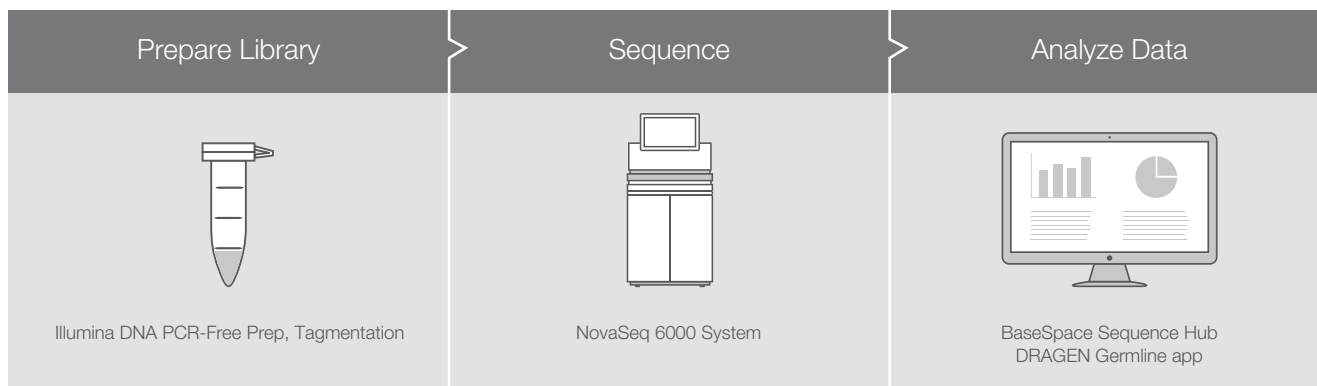 Prepare Library
Sequence
Analyze Data
Illumina DNA PCR-Free Prep, Tagmentation
NovaSeq 6000 System
BaseSpace Sequence Hub
DRAGEN Germline app